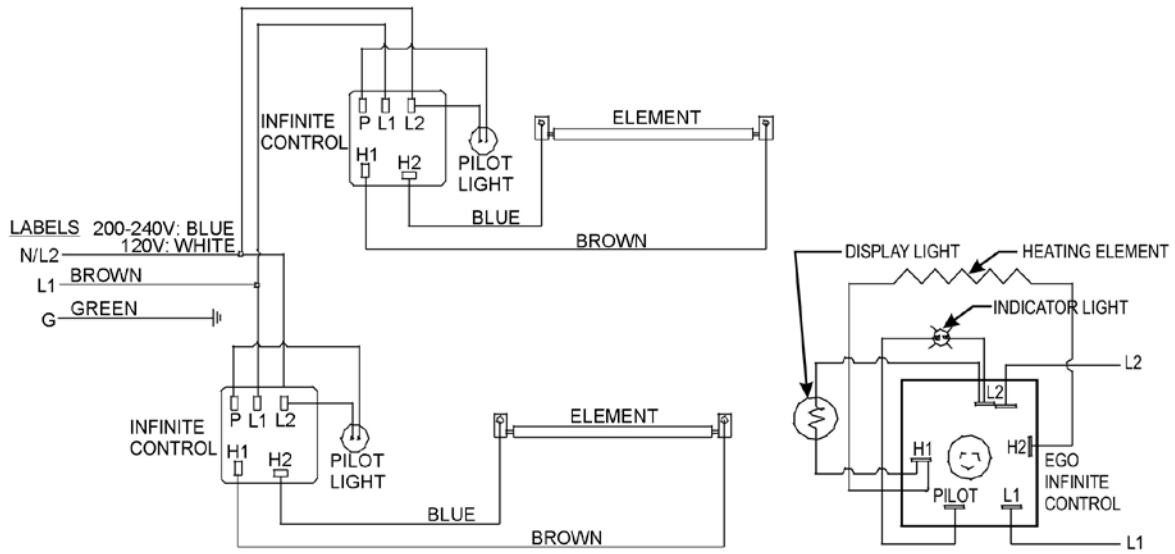 INFINITE
CONTROL
P L1 L2
H1
H2
PILOT
LIGHT
ELEMENT
BLUE
BROWN
LABELS 200-240V: BLUE
120V: WHITE
N/L2
L1 BROWN
G GREEN
INFINITE
CONTROL
P L1 L2
H1
H2
PILOT
LIGHT
ELEMENT
BLUE
BROWN
DISPLAY LIGHT
HEATING ELEMENT
INDICATOR LIGHT
L2
L2
H1
H2
EGO
INFINITE
CONTROL
PILOT
L1
L1